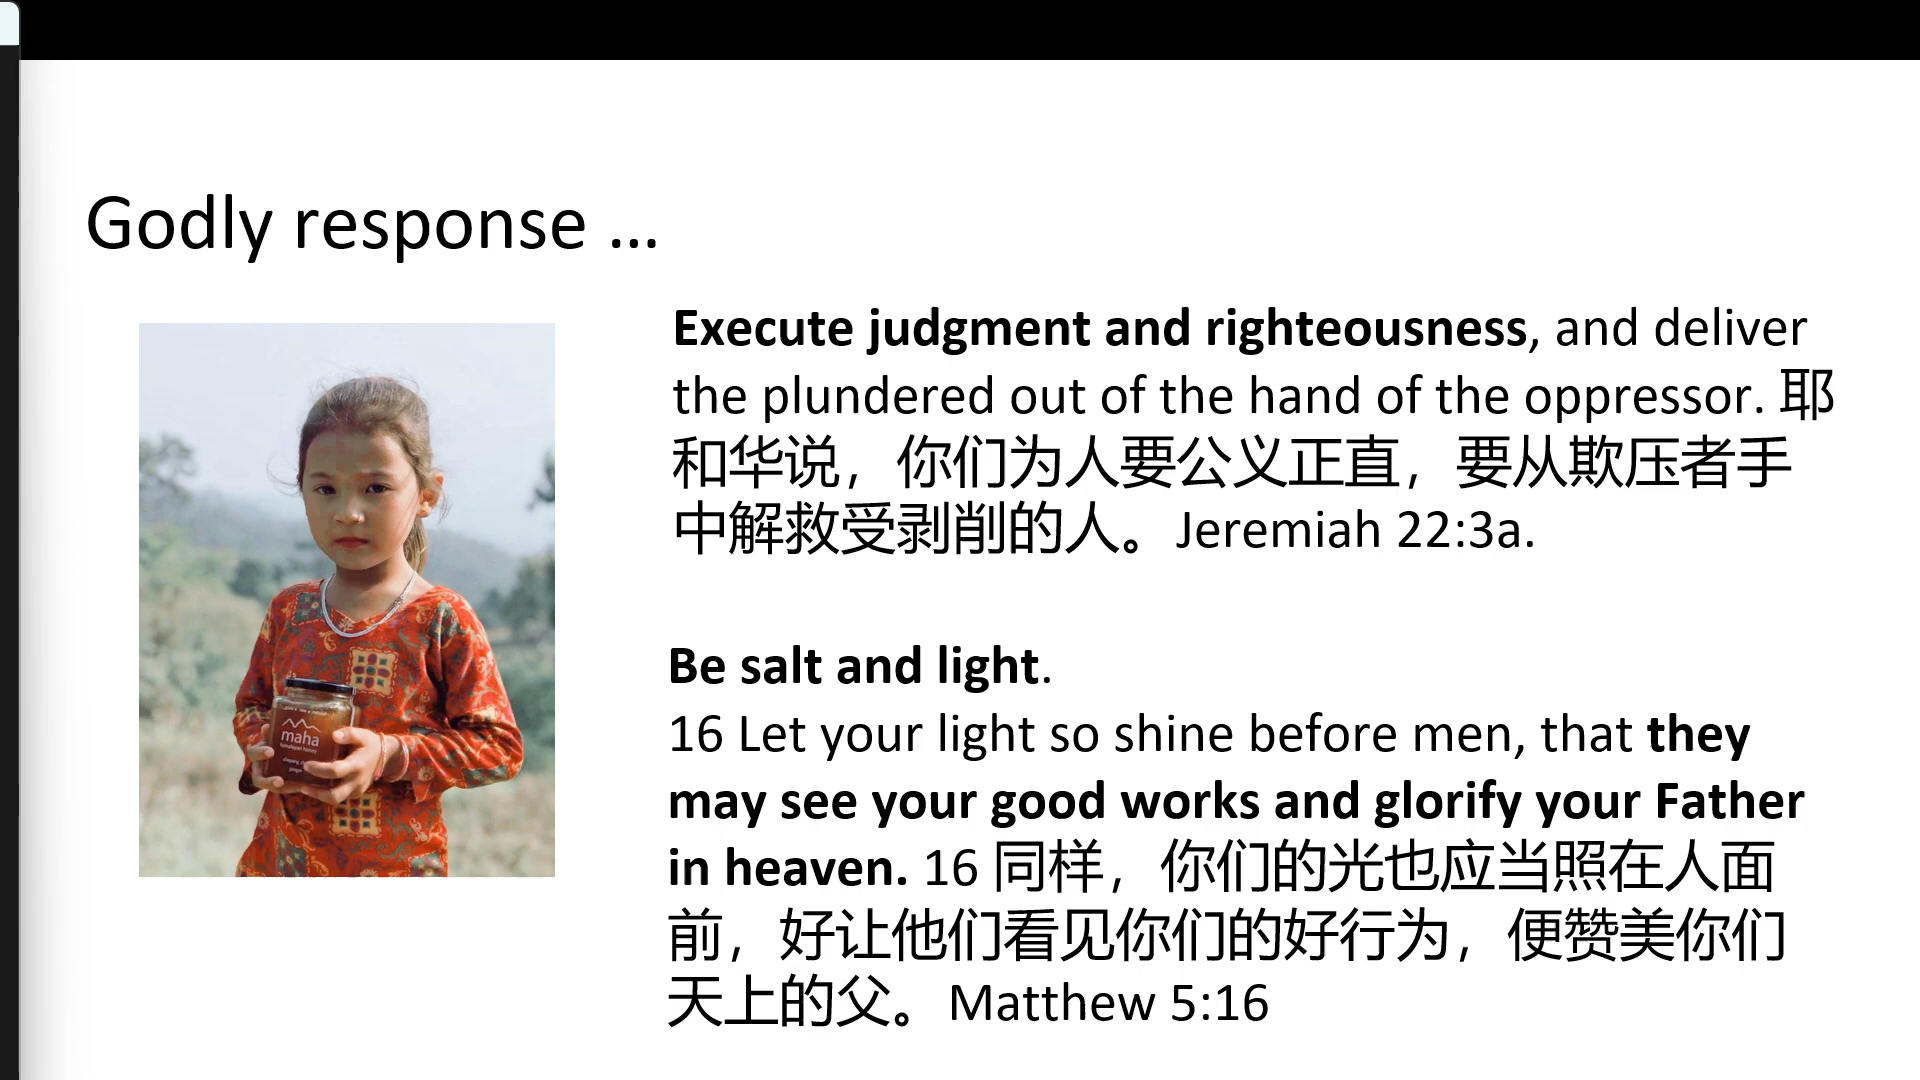 Godly response ...
Execute judgment and righteousness, and deliver
the plundered out of the hand of the oppressor. 耶
和华说，你们为人要公义正直，要从欺压者手
中解救受剥削的人。Jeremiah 22:3a.
Be salt and light.
16 Let your light so shine before men, that they
may see your good works and glorify your Father
in heaven. 16 同样，你们的光也应当照在人面
前，好让他们看见你们的好行为，便赞美你们
天上的父。Matthew 5:16
maha
himalayan honey